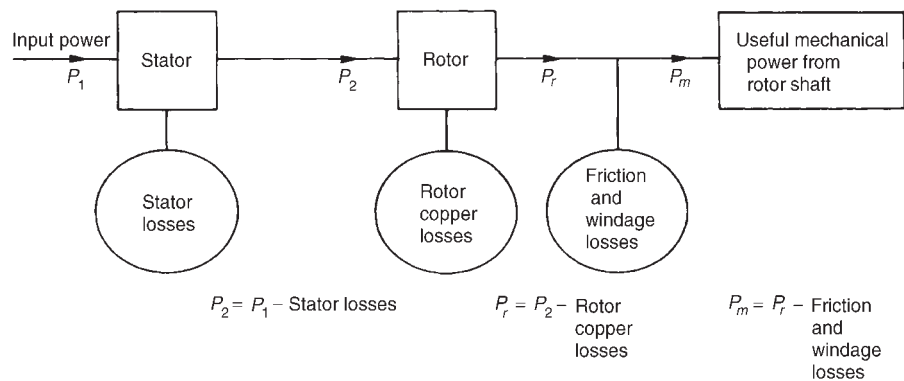 Input power
P₁
Stator
P₂
Rotor
Pᵣ
Pₘ
Useful mechanical
power from
rotor shaft
Stator
losses
Rotor
copper
losses
Friction
and
windage
losses
P₂ = P₁ – Stator losses
Pᵣ = P₂ – Rotor
copper
losses
Pₘ = Pᵣ – Friction
and
windage
losses